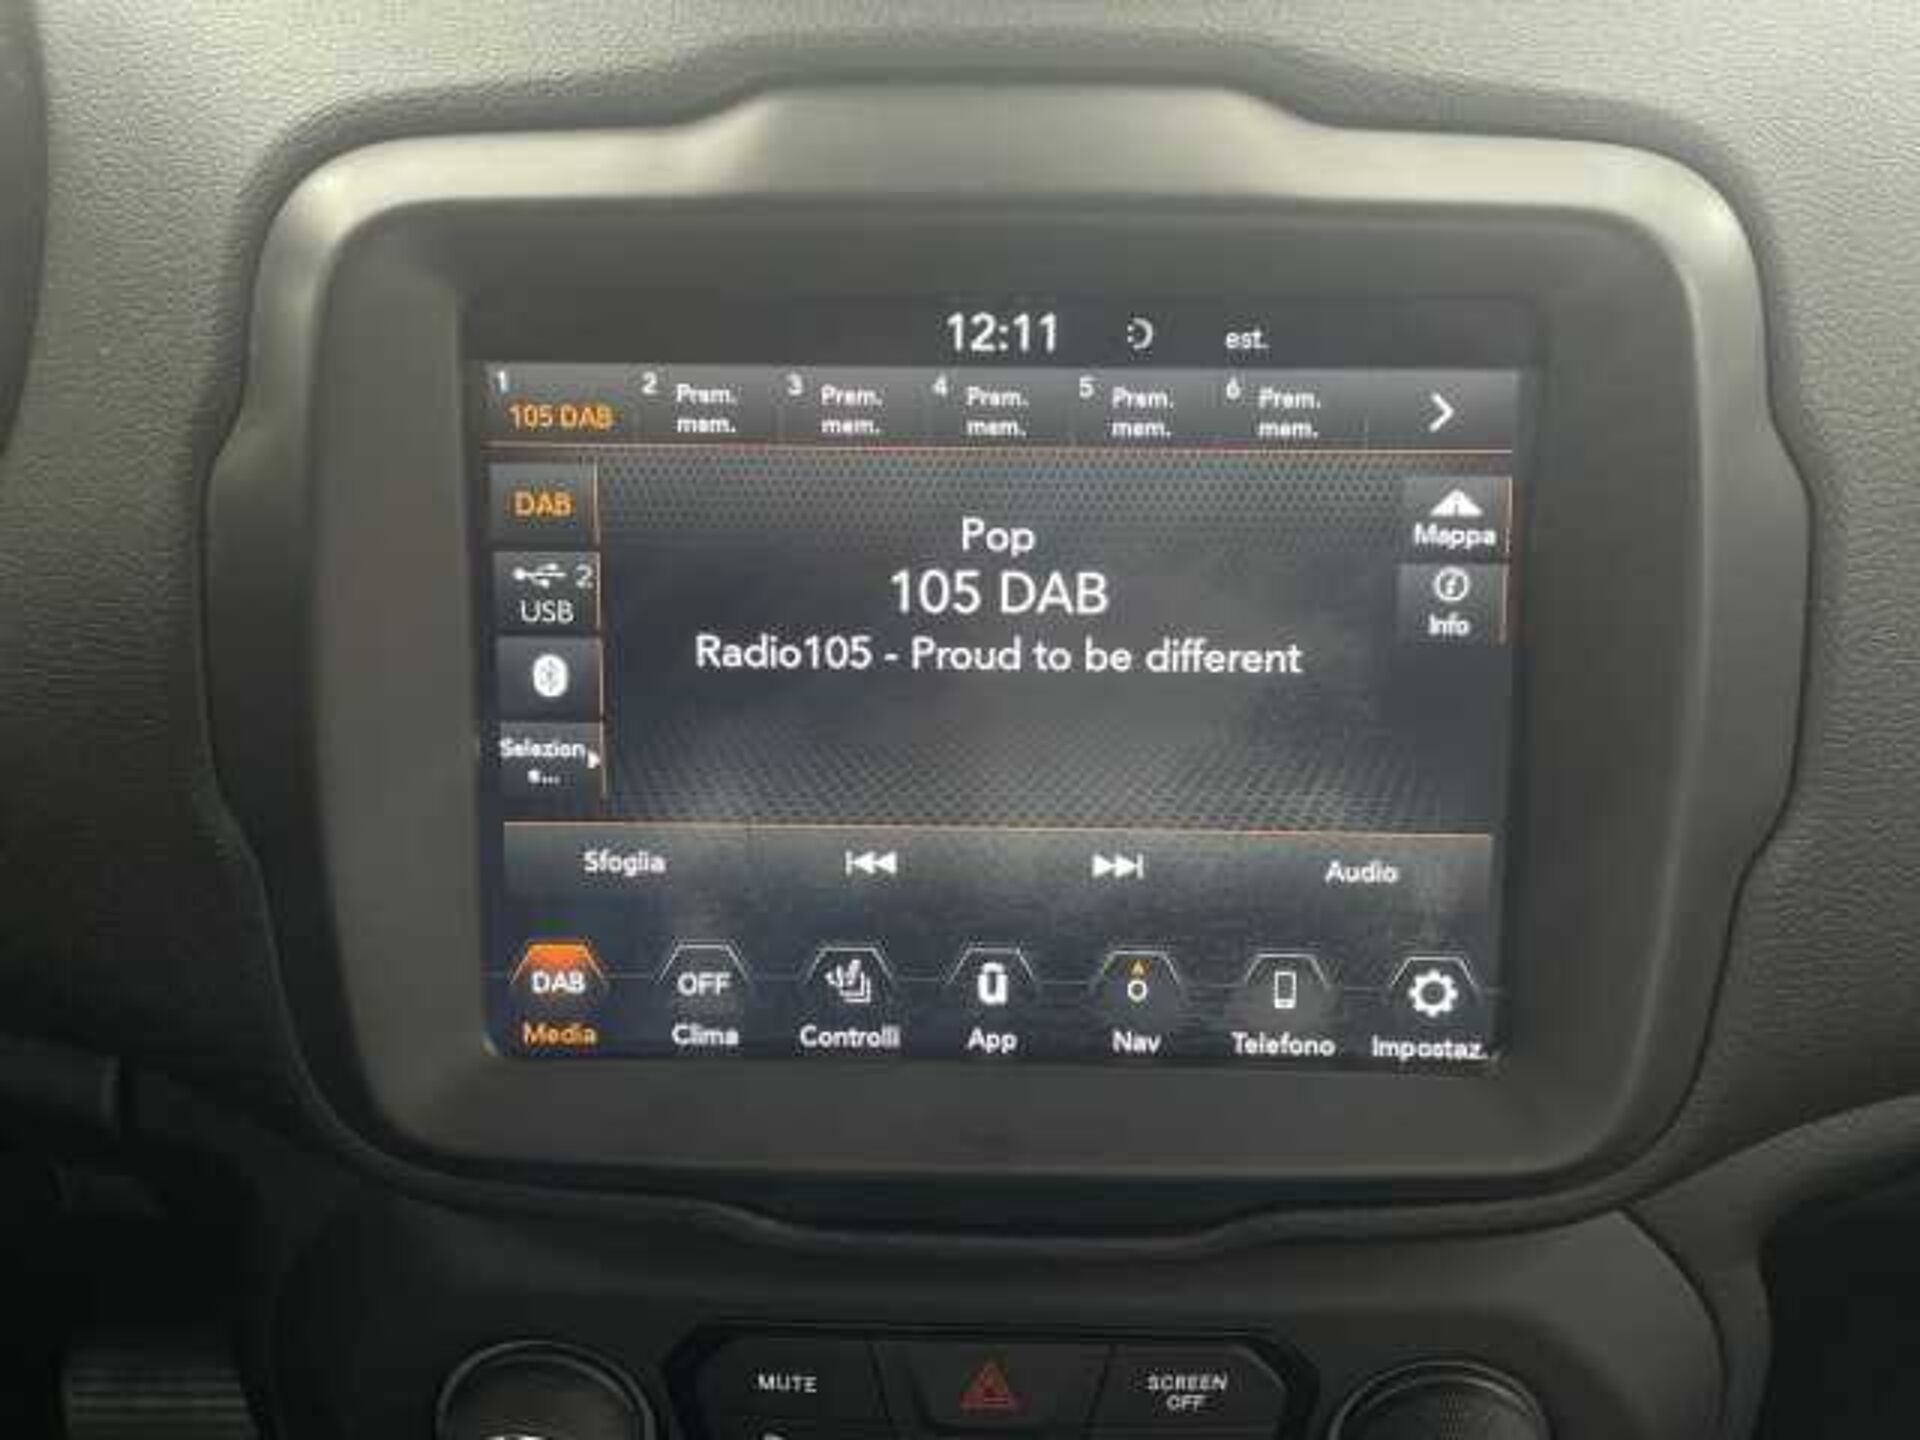 12:11 est.
1 2 3 4 5 6
105 DAB Prem. Prem. Prem. Prem. Prem.
mem. mem. mem. mem. mem.
DAB
Mappa
Pop
2
USB
105 DAB
Info
Radio105 - Proud to be different
Selezion
e...
Sfoglia Audio
DAB OFF
Media Clima Controlli App Nav Telefono Impostaz.
MUTE SCREEN
OFF